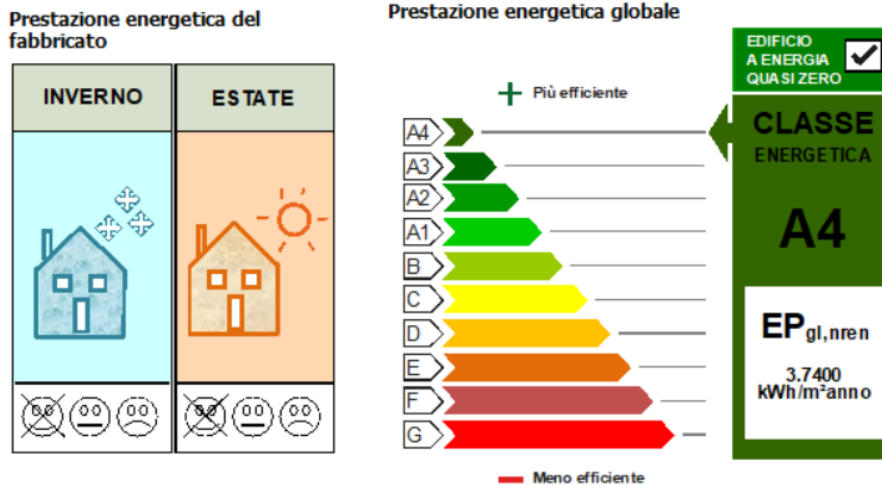 Prestazione energetica del
fabbricato
INVERNO
ESTATE
Prestazione energetica globale
Più efficiente
A4
A3
A2
A1
B
C
D
E
F
G
Meno efficiente
EDIFICIO
A ENERGIA
QUASI ZERO
CLASSE
ENERGETICA
A4
EPgl,nren
3.7400
kWh/m²anno